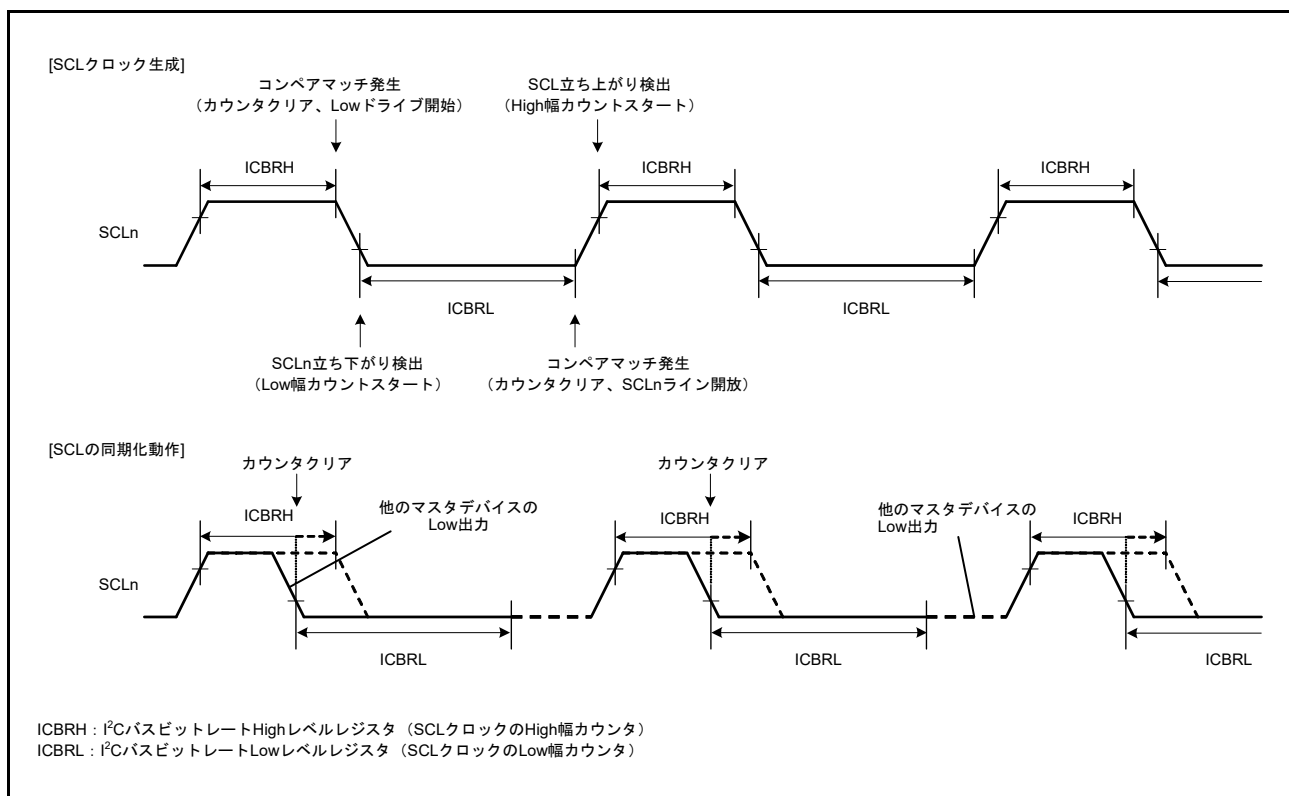 [SCLクロック生成]
コンペアマッチ発生
（カウンタクリア、Lowドライブ開始）
SCL立ち上がり検出
（High幅カウントスタート）
ICBRH
ICBRH
ICBRH
SCLn
ICBRL
ICBRL
SCLn立ち下がり検出
（Low幅カウントスタート）
コンペアマッチ発生
（カウンタクリア、SCLnライン開放）
[SCLの同期化動作]
カウンタクリア
カウンタクリア
ICBRH
他のマスタデバイスの
Low出力
ICBRH
他のマスタデバイスの
Low出力
ICBRH
SCLn
ICBRL
ICBRL
ICBRL
ICBRH：I²CバスビットレートHighレベルレジスタ（SCLクロックのHigh幅カウンタ）
ICBRL：I²CバスビットレートLowレベルレジスタ（SCLクロックのLow幅カウンタ）